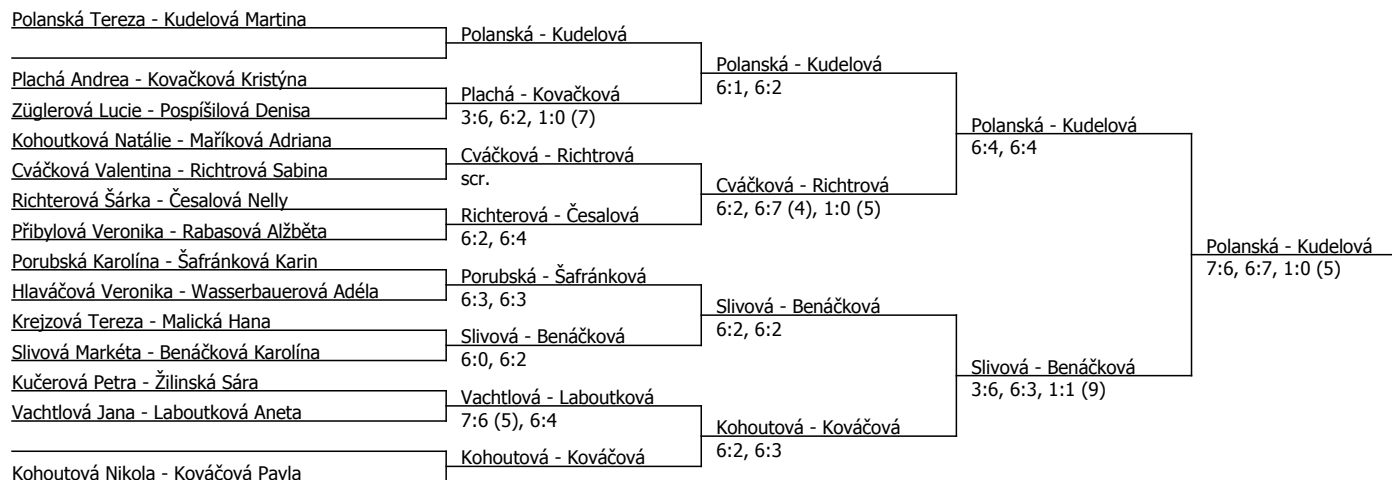 Polanská Tereza - Kudelová Martina
Plachá Andrea - Kovačková Kristýna
Züglerová Lucie - Pospíšilová Denisa
Kohoutková Natálie - Maříková Adriana
Cváčková Valentina - Richtrová Sabina
Richterová Šárka - Česalová Nelly
Přibylová Veronika - Rabasová Alžběta
Porubská Karolína - Šafránková Karin
Hlaváčová Veronika - Wasserbauerová Adéla
Krejzová Tereza - Malická Hana
Slivová Markéta - Benáčková Karolína
Kučerová Petra - Žilinská Sára
Vachtlová Jana - Laboutková Aneta
Kohoutová Nikola - Kováčová Pavla
Polanská - Kudelová
Plachá - Kovačková
3:6, 6:2, 1:0 (7)
Cváčková - Richtrová
scr.
Richterová - Česalová
6:2, 6:4
Porubská - Šafránková
6:3, 6:3
Slivová - Benáčková
6:0, 6:2
Vachtlová - Laboutková
7:6 (5), 6:4
Kohoutová - Kováčová
Polanská - Kudelová
6:1, 6:2
Cváčková - Richtrová
6:2, 6:7 (4), 1:0 (5)
Slivová - Benáčková
6:2, 6:2
Kohoutová - Kováčová
6:2, 6:3
Polanská - Kudelová
6:4, 6:4
Slivová - Benáčková
3:6, 6:3, 1:1 (9)
Polanská - Kudelová
7:6, 6:7, 1:0 (5)